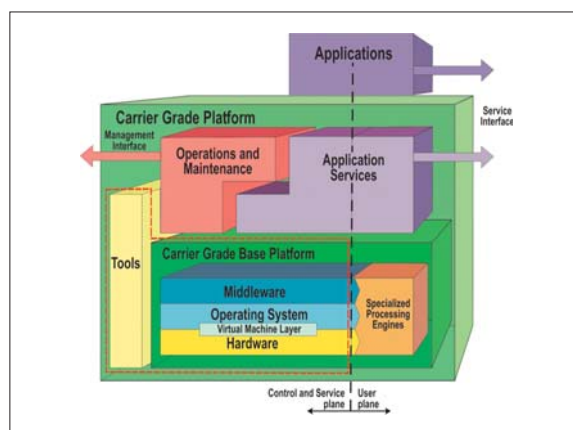 Applications
Carrier Grade Platform
Service
Interface
Management
Interface
Operations and
Maintenance
Application
Services
Tools
Carrier Grade Base Platform
Middleware
Operating System
Virtual Machine Layer
Hardware
Specialized
Processing
Engines
Control and Service
plane
User
plane